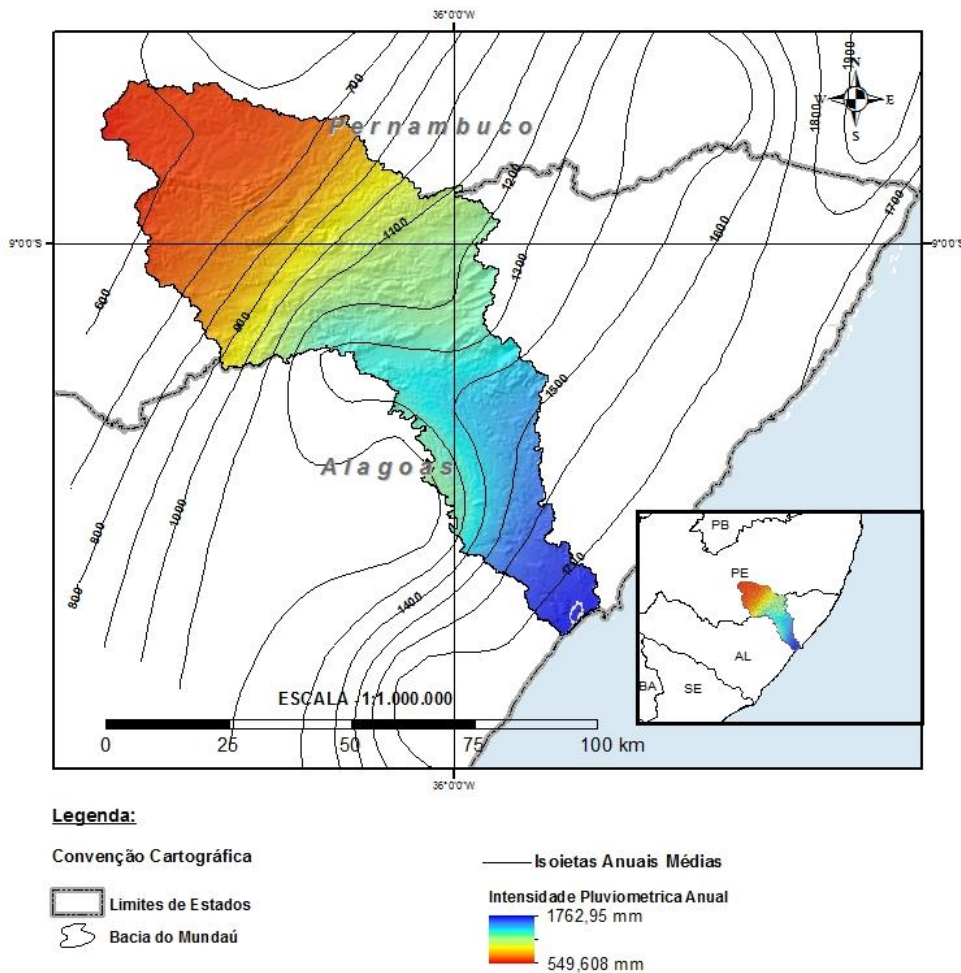 36°0'0"W
1900
N
W
E
S
1800
700
Pernambuco
1200
1700
1100
1600
9°0'0"S
9°0'0"S
1300
600
900
1500
Alagoas
1000
800
800
1400
ESCALA - 1:1.000.000
0 25 50 75 100 km
PB
PE
AL
BA
SE
36°0'0"W
Legenda:
Convenção Cartográfica
Limites de Estados
Bacia do Mundaú
Isoietas Anuais Médias
Intensidade Pluviometrica Anual
1762,95 mm
549,608 mm